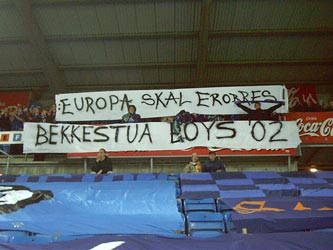 EUROPA SKAL EROBRES
BEKKESTUA BOYS '02
Coca-Cola